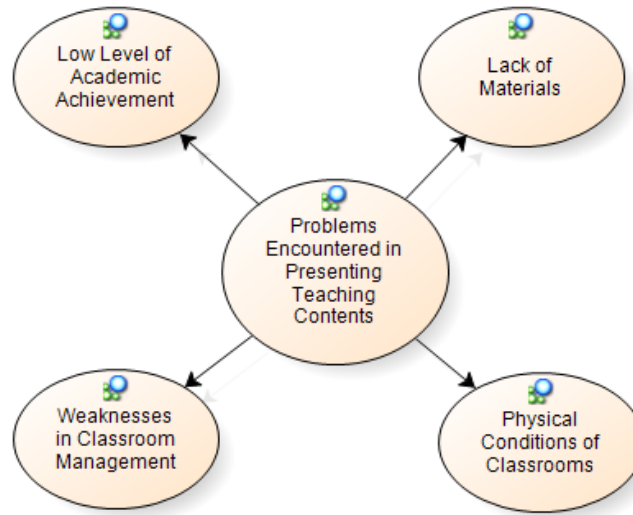 Low Level of
Academic
Achievement
Lack of
Materials
Problems
Encountered in
Presenting
Teaching
Contents
Weaknesses
in Classroom
Management
Physical
Conditions of
Classrooms